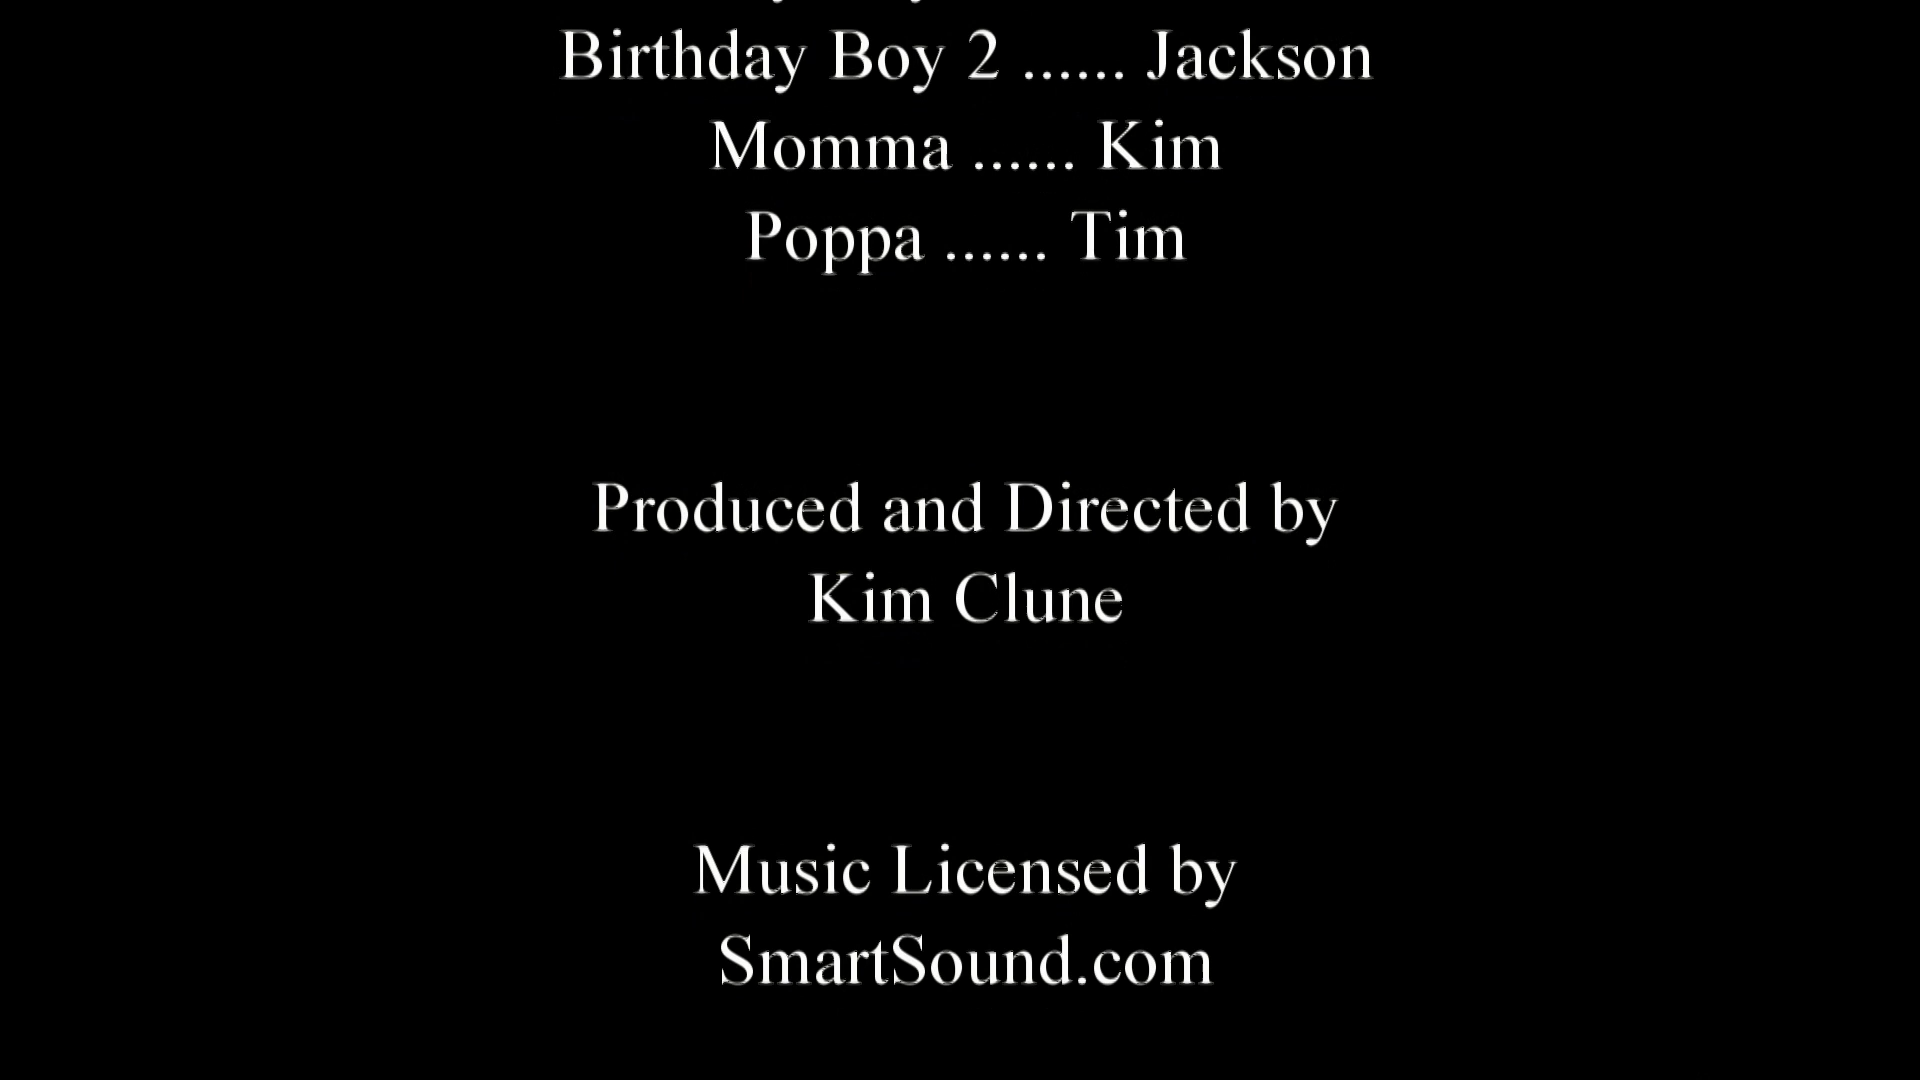 Birthday Boy 2 ...... Jackson
Momma ...... Kim
Poppa ...... Tim
Produced and Directed by
Kim Clune
Music Licensed by
SmartSound.com